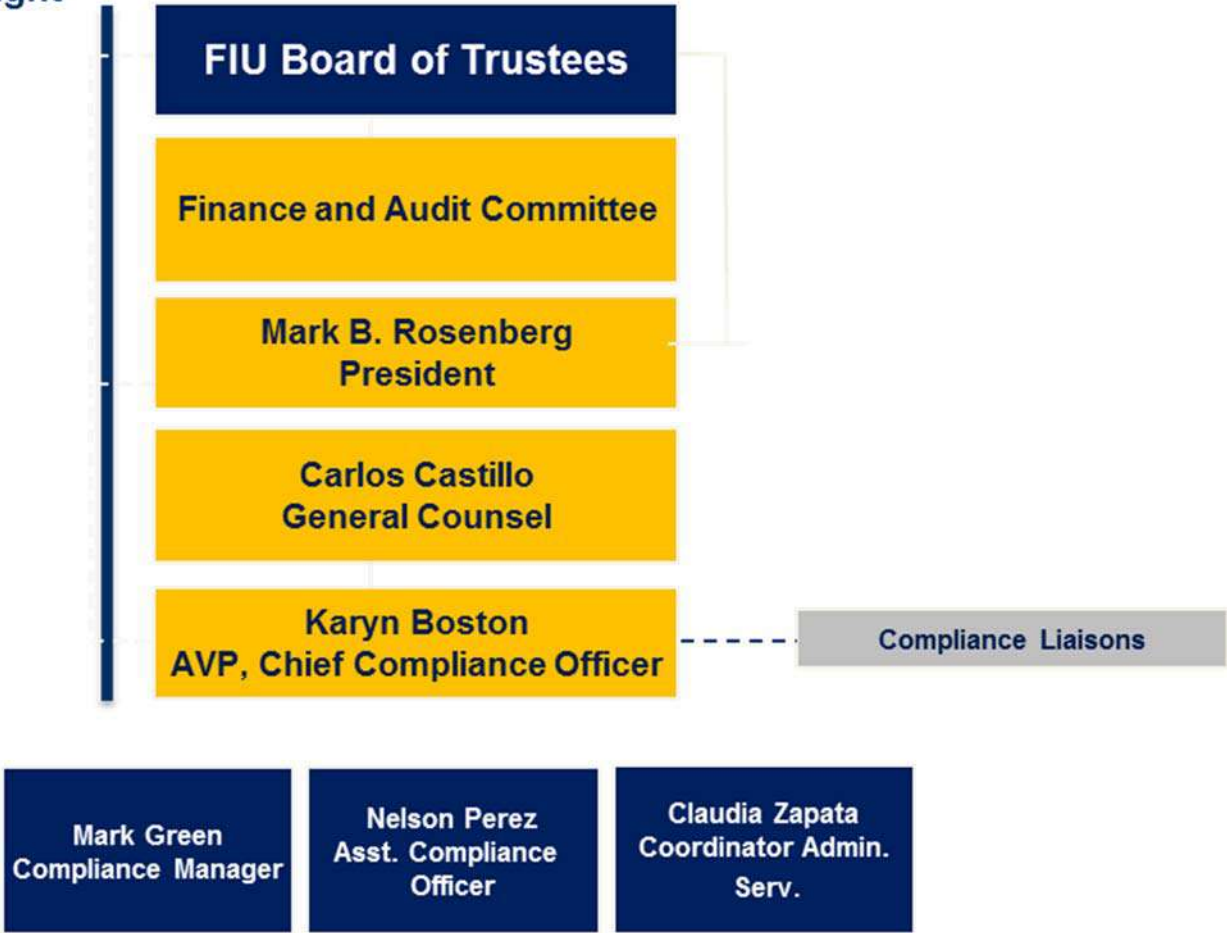 FIU Board of Trustees
Finance and Audit Committee
Mark B. Rosenberg
President
Carlos Castillo
General Counsel
Karyn Boston
AVP, Chief Compliance Officer
Compliance Liaisons
Mark Green
Compliance Manager
Nelson Perez
Asst. Compliance
Officer
Claudia Zapata
Coordinator Admin.
Serv.